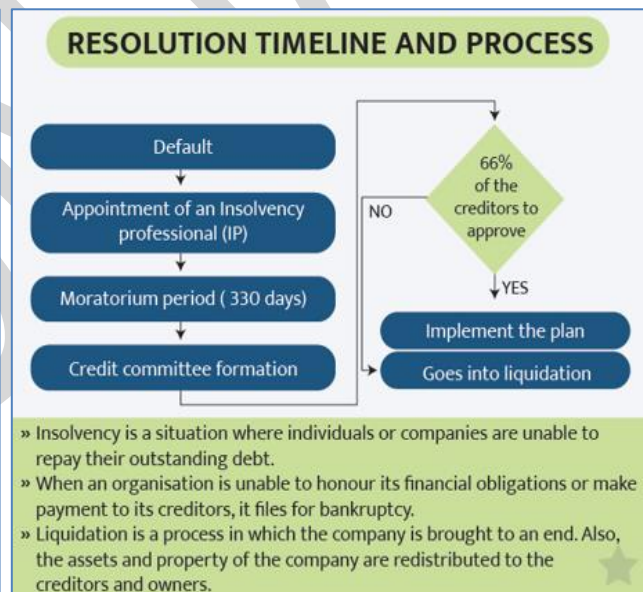 RESOLUTION TIMELINE AND PROCESS
Default
Appointment of an Insolvency
professional (IP)
Moratorium period ( 330 days)
Credit committee formation
66%
of the
creditors to
approve
NO
YES
Implement the plan
Goes into liquidation
» Insolvency is a situation where individuals or companies are unable to
repay their outstanding debt.
» When an organisation is unable to honour its financial obligations or make
payment to its creditors, it files for bankruptcy.
» Liquidation is a process in which the company is brought to an end. Also,
the assets and property of the company are redistributed to the
creditors and owners.